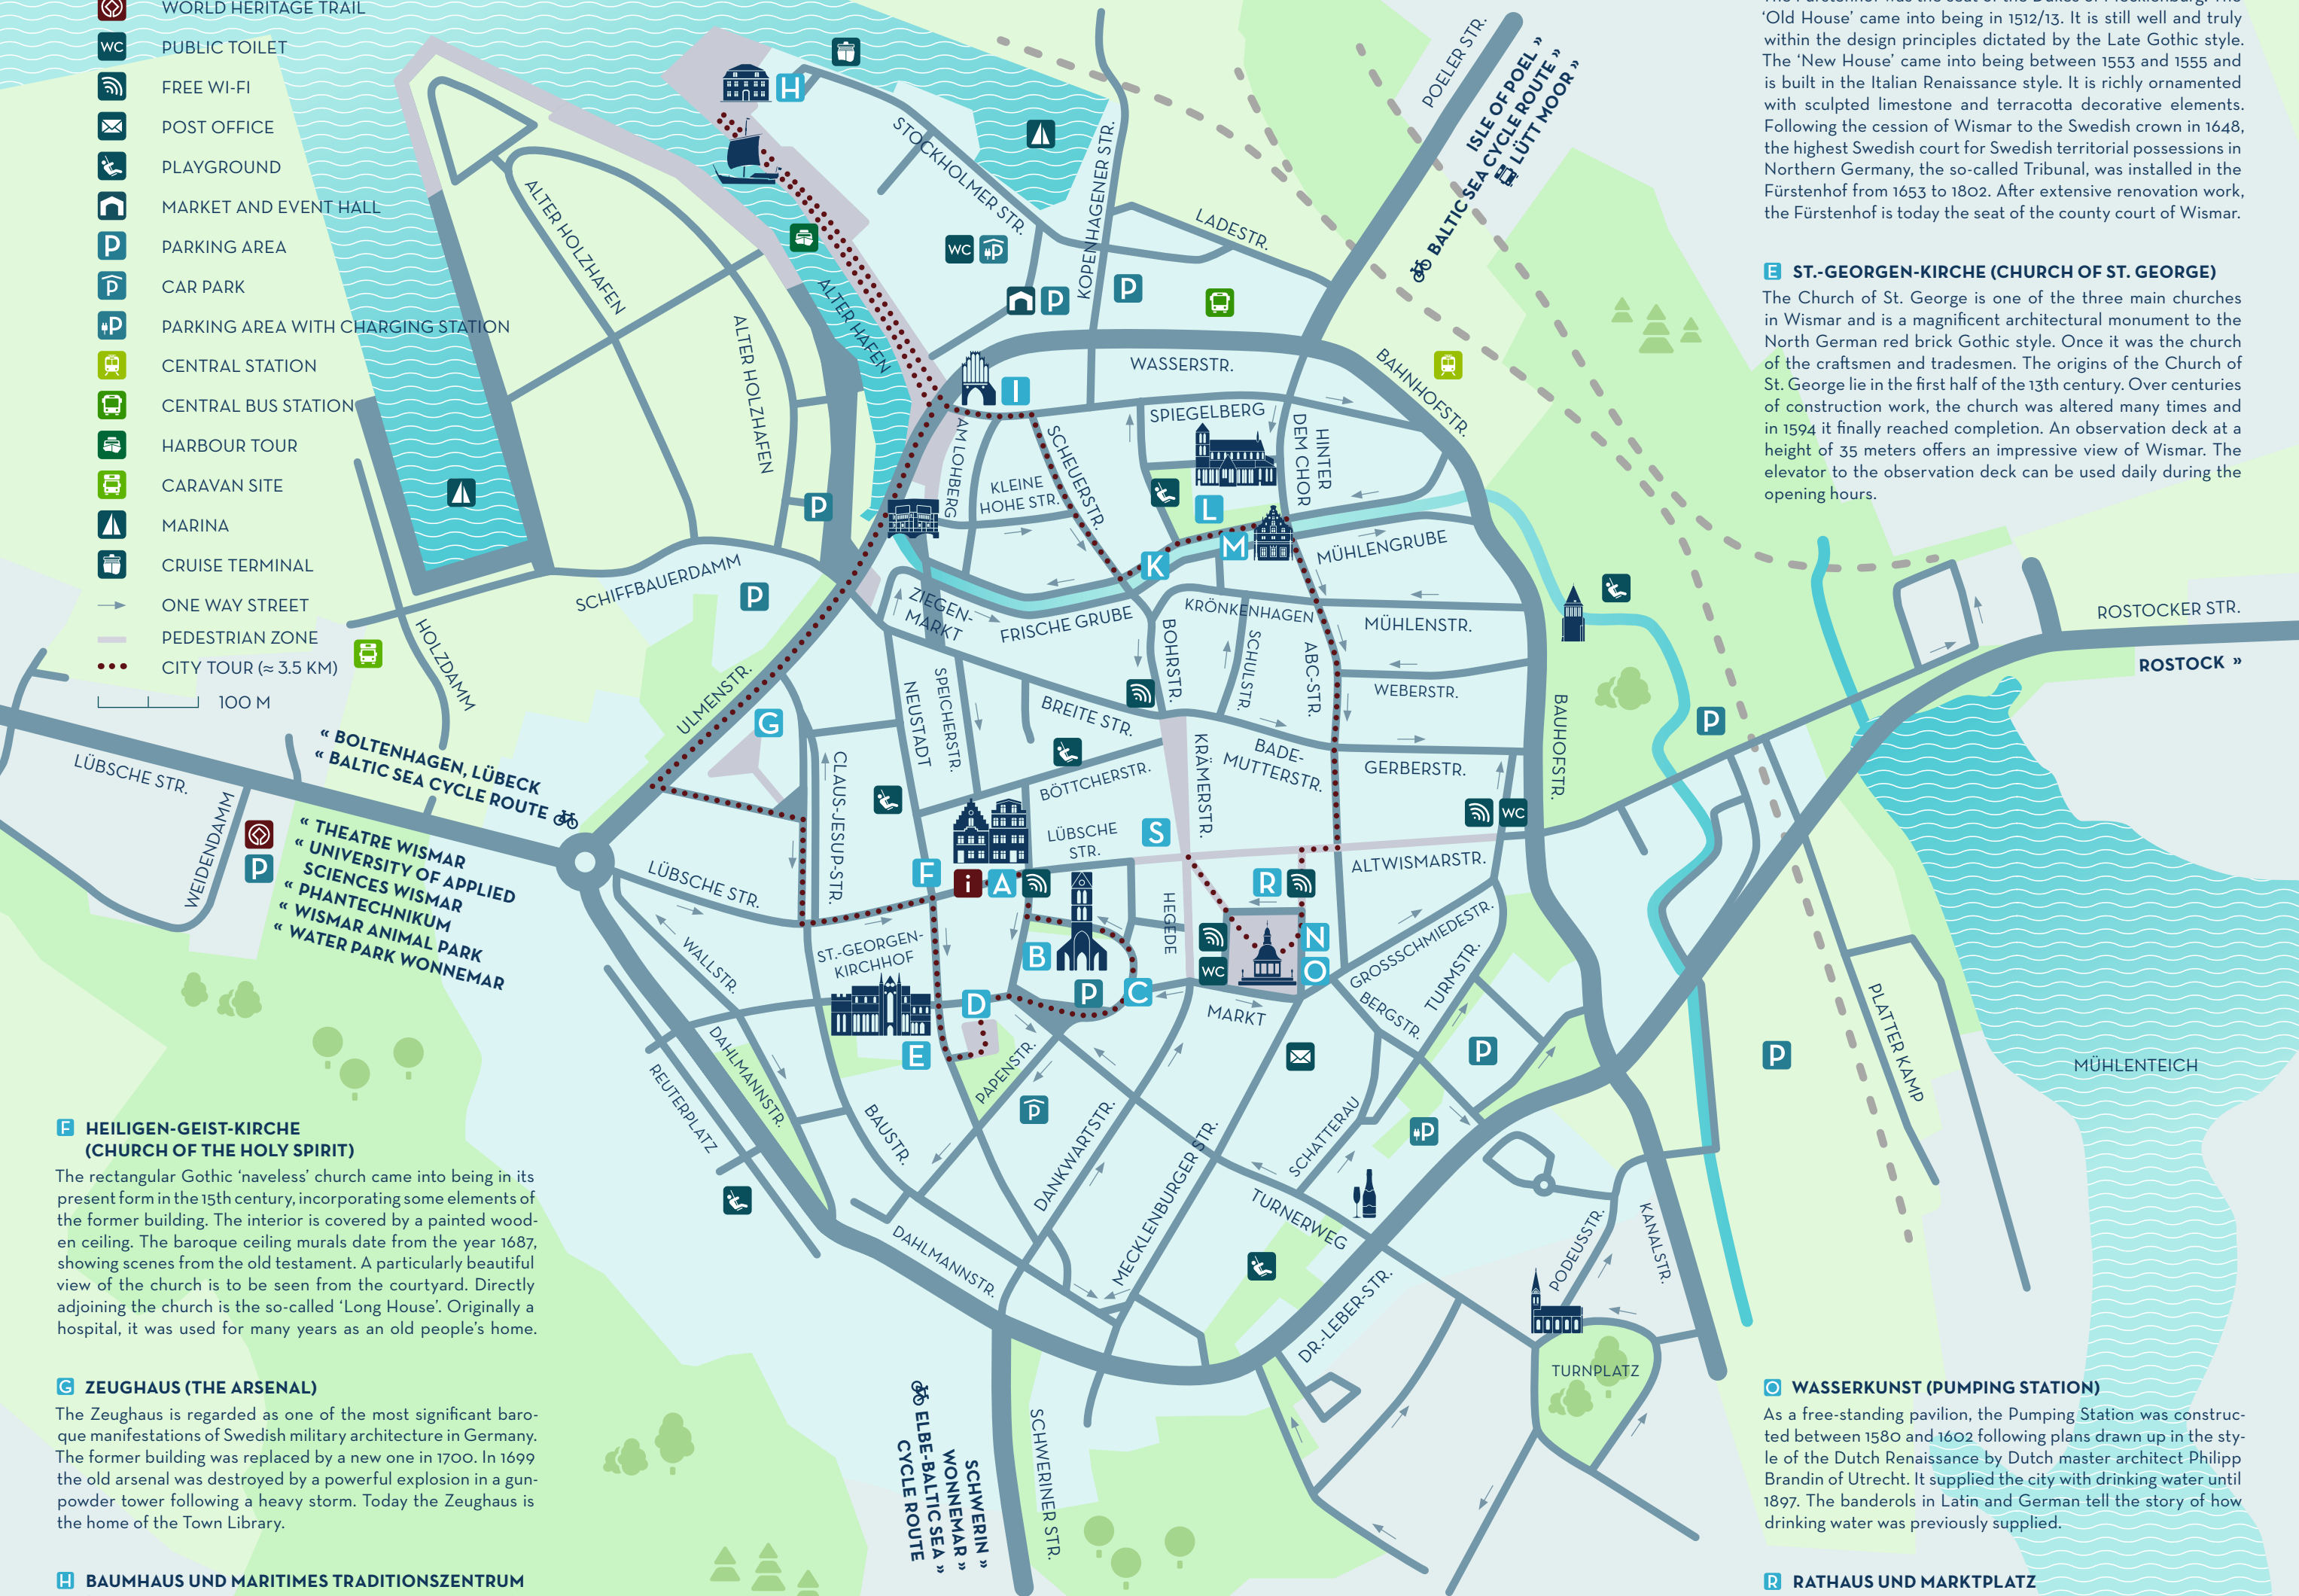 WORLD HERITAGE TRAIL
WC PUBLIC TOILET
FREE WI-FI
POST OFFICE
PLAYGROUND
MARKET AND EVENT HALL
P PARKING AREA
P CAR PARK
P PARKING AREA WITH CHARGING STATION
CENTRAL STATION
CENTRAL BUS STATION
HARBOUR TOUR
CARAVAN SITE
MARINA
CRUISE TERMINAL
ONE WAY STREET
PEDESTRIAN ZONE
CITY TOUR (≈ 3.5 KM)
100 M
H
STOCKHOLMER STR.
KOPENHAGENER STR.
LADESTR.
POELER STR.
ISLE OF POEL »
BALTIC SEA CYCLE ROUTE »
LÜTT MOOR »
ALTER HOLZHAFEN
ALTER HOLZHAFEN
ALTER HAFEN
WC P
P
P
I
WASSERSTR.
BAHNHOFSTR.
SPIEGELBERG
HINTER
DEM CHOR
AM LOHBERG
SCHEUERSTR.
KLEINE
HOHE STR.
L
P
M
K
MÜHLENGRUBE
SCHIFFBAUERDAMM
P
ZIEGEN-
MARKT
FRISCHE GRUBE
KRÖNKENHAGEN
MÜHLENSTR.
ROSTOCKER STR.
ROSTOCK »
HOLZDAMM
ULMENSTR.
G
NEUSTADT
SPEICHERSTR.
BREITE STR.
BOHRSTR.
SCHULSTR.
ABC-STR.
WEBERSTR.
BAUHOFSTR.
P
LÜBSCHE STR.
WEIDENDAMM
P
« BOLTENHAGEN, LÜBECK
« BALTIC SEA CYCLE ROUTE
« THEATRE WISMAR
« UNIVERSITY OF APPLIED
SCIENCES WISMAR
« PHANTECHNIKUM
« WISMAR ANIMAL PARK
« WATER PARK WONNEMAR
CLAUS-JESUP-STR.
BÖTTCHERSTR.
KRÄMERSTR.
BADE-
MUTTERSTR.
GERBERSTR.
WC
LÜBSCHE
STR.
S
ALTWISMARSTR.
LÜBSCHE STR.
F
i A
R
HEGEDE
B
N
WC
O
C
P
D
E
ST.-GEORGEN-
KIRCHHOF
WALLSTR.
MARKT
GROSSSCHMIEDESTR.
BERGSTR.
TURMSTR.
P
P
PLATTER KAMP
MÜHLENTEICH
DAHLMANNSTR.
REUTERPLATZ
BAUSTR.
PAPENSTR.
P
DANKWARTSTR.
MECKLENBURGER STR.
SCHATTERAU
P
TURNERWEG
DAHLMANNSTR.
DR.-LEBER-STR.
PODEUSSTR.
KANALSTR.
TURNPLATZ
SCHWERINER STR.
SCHWERIN »
WONNEMAR »
ELBE-BALTIC SEA »
CYCLE ROUTE
F HEILIGEN-GEIST-KIRCHE
(CHURCH OF THE HOLY SPIRIT)
The rectangular Gothic ‘naveless’ church came into being in its
present form in the 15th century, incorporating some elements of
the former building. The interior is covered by a painted wood-
en ceiling. The baroque ceiling murals date from the year 1687,
showing scenes from the old testament. A particularly beautiful
view of the church is to be seen from the courtyard. Directly
adjoining the church is the so-called ‘Long House’. Originally a
hospital, it was used for many years as an old people’s home.
G ZEUGHAUS (THE ARSENAL)
The Zeughaus is regarded as one of the most significant baro-
que manifestations of Swedish military architecture in Germany.
The former building was replaced by a new one in 1700. In 1699
the old arsenal was destroyed by a powerful explosion in a gun-
powder tower following a heavy storm. Today the Zeughaus is
the home of the Town Library.
H BAUMHAUS UND MARITIMES TRADITIONSZENTRUM
‘Old House’ came into being in 1512/13. It is still well and truly
within the design principles dictated by the Late Gothic style.
The ‘New House’ came into being between 1553 and 1555 and
is built in the Italian Renaissance style. It is richly ornamented
with sculpted limestone and terracotta decorative elements.
Following the cession of Wismar to the Swedish crown in 1648,
the highest Swedish court for Swedish territorial possessions in
Northern Germany, the so-called Tribunal, was installed in the
Fürstenhof from 1653 to 1802. After extensive renovation work,
the Fürstenhof is today the seat of the county court of Wismar.
E ST.-GEORGEN-KIRCHE (CHURCH OF ST. GEORGE)
The Church of St. George is one of the three main churches
in Wismar and is a magnificent architectural monument to the
North German red brick Gothic style. Once it was the church
of the craftsmen and tradesmen. The origins of the Church of
St. George lie in the first half of the 13th century. Over centuries
of construction work, the church was altered many times and
in 1594 it finally reached completion. An observation deck at a
height of 35 meters offers an impressive view of Wismar. The
elevator to the observation deck can be used daily during the
opening hours.
O WASSERKUNST (PUMPING STATION)
As a free-standing pavilion, the Pumping Station was construc-
ted between 1580 and 1602 following plans drawn up in the sty-
le of the Dutch Renaissance by Dutch master architect Philipp
Brandin of Utrecht. It supplied the city with drinking water until
1897. The banderols in Latin and German tell the story of how
drinking water was previously supplied.
R RATHAUS UND MARKTPLATZ